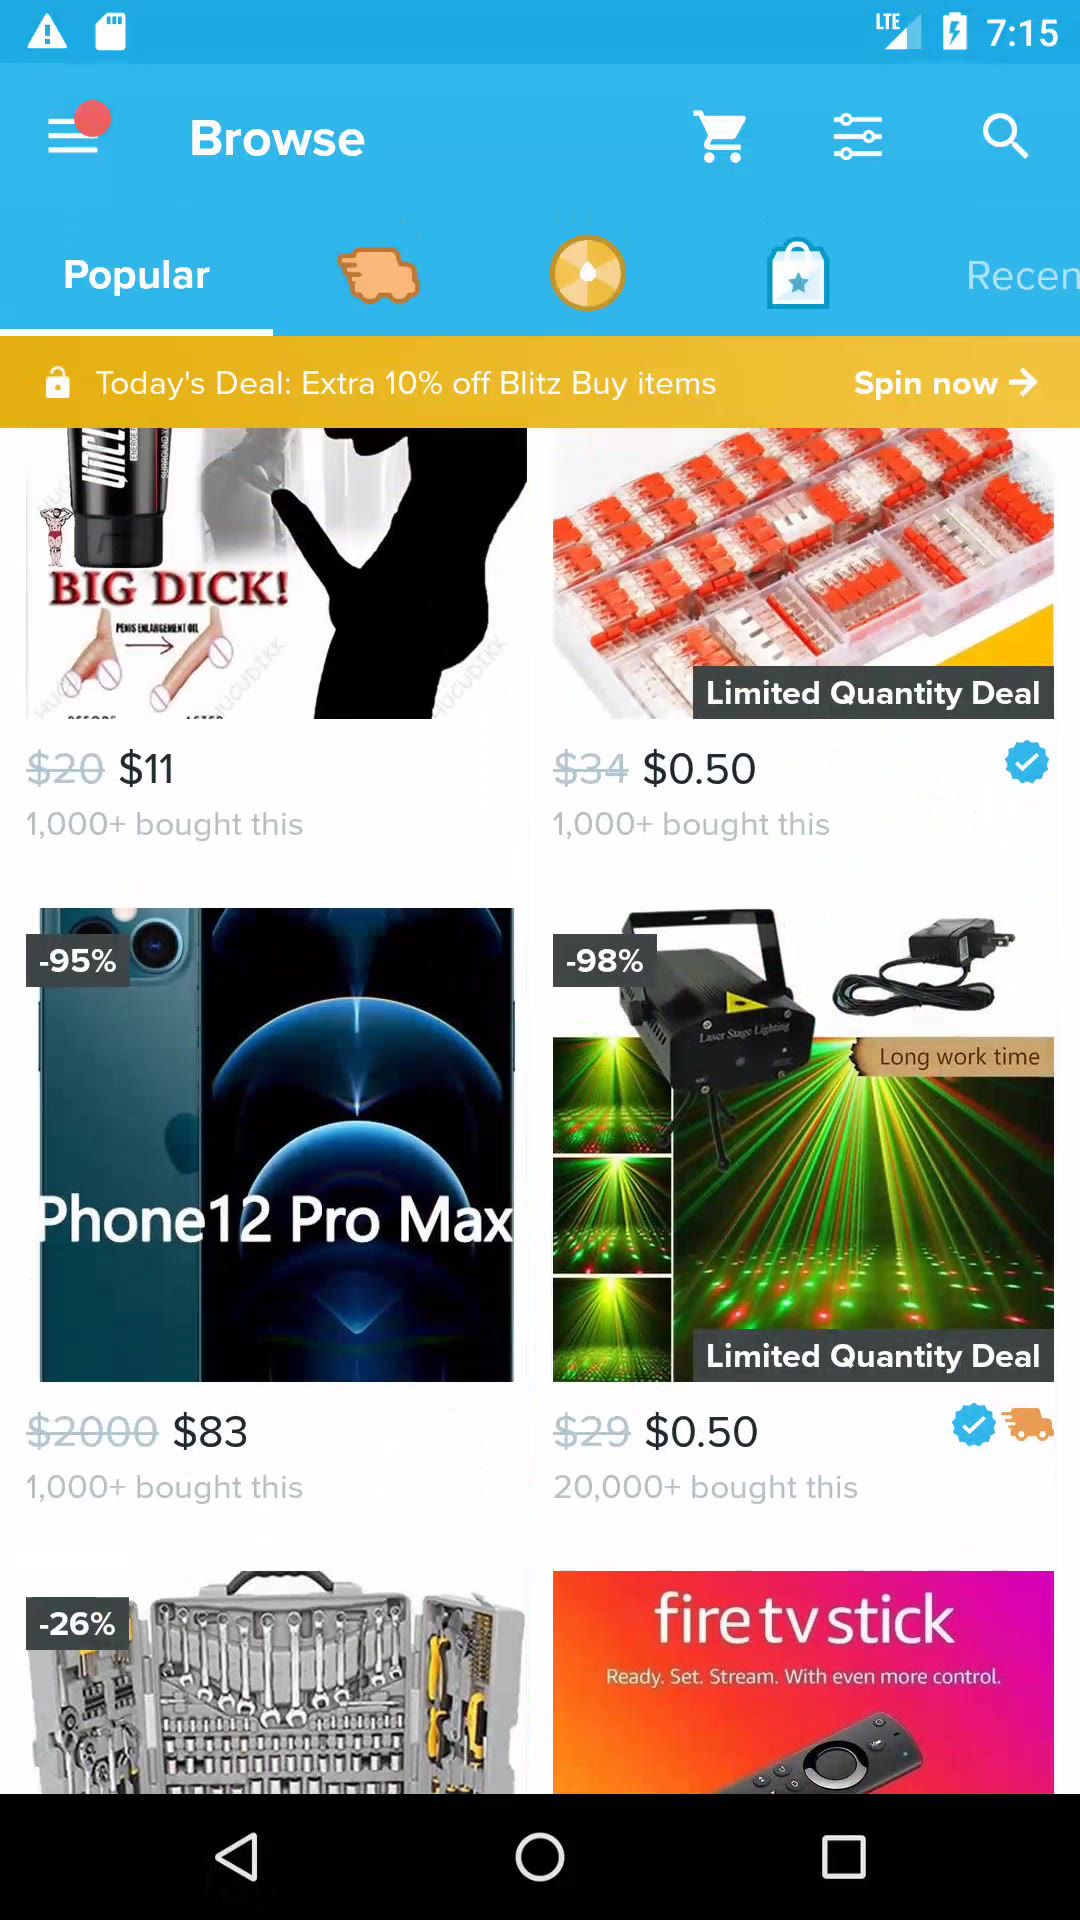 LTE
7:15
Browse
Popular
Recen
Today's Deal: Extra 10% off Blitz Buy items
Spin now
UNCL
BIG DICK!
PENIS ENLARGEMENT OIL
HUCUDIKK
HUCUDIKK
Limited Quantity Deal
$20 $11
1,000+ bought this
$34 $0.50
1,000+ bought this
-95%
Phone12 Pro Max
-98%
Laser Stage Lighting
Long work time
Limited Quantity Deal
$2000 $83
1,000+ bought this
$29 $0.50
20,000+ bought this
-26%
fire tv stick
Ready. Set. Stream. With even more control.